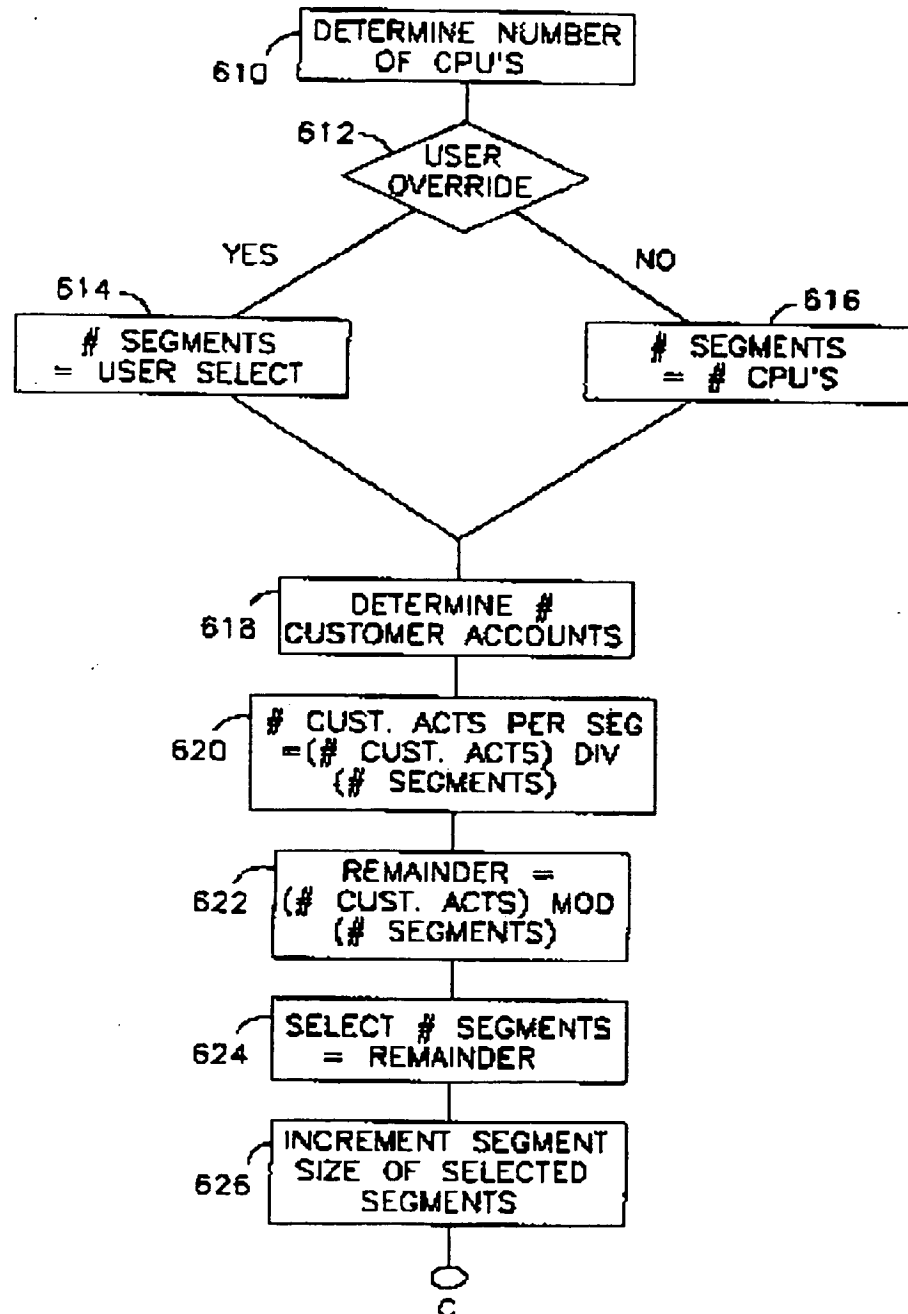 DETERMINE NUMBER
OF CPU'S
610
612
USER
OVERRIDE
YES
NO
614
# SEGMENTS
= USER SELECT
616
# SEGMENTS
= # CPU'S
618
DETERMINE #
CUSTOMER ACCOUNTS
620
# CUST. ACTS PER SEG
=(# CUST. ACTS) DIV
(# SEGMENTS)
622
REMAINDER =
(# CUST. ACTS) MOD
(# SEGMENTS)
624
SELECT # SEGMENTS
= REMAINDER
626
INCREMENT SEGMENT
SIZE OF SELECTED
SEGMENTS
C